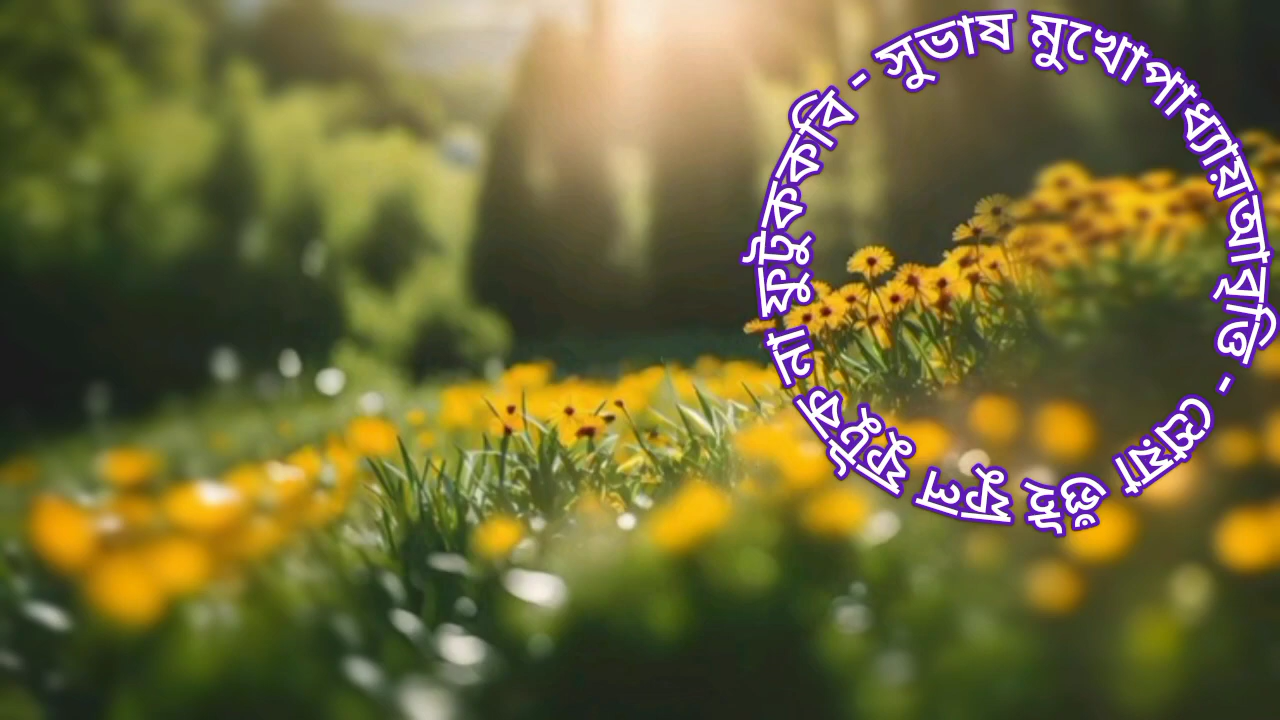 ফুল ফুটুক না ফুটুক
কবি - সুভাষ মুখোপাধ্যায়
আবৃত্তি - শ্রেয়া গুহ